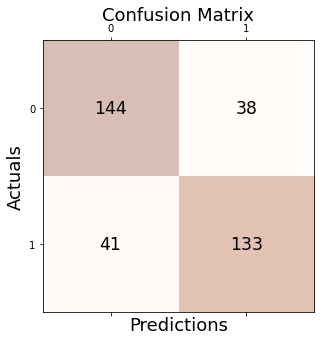 Confusion Matrix
0 1
0 144 38
Actuals
1 41 133
Predictions